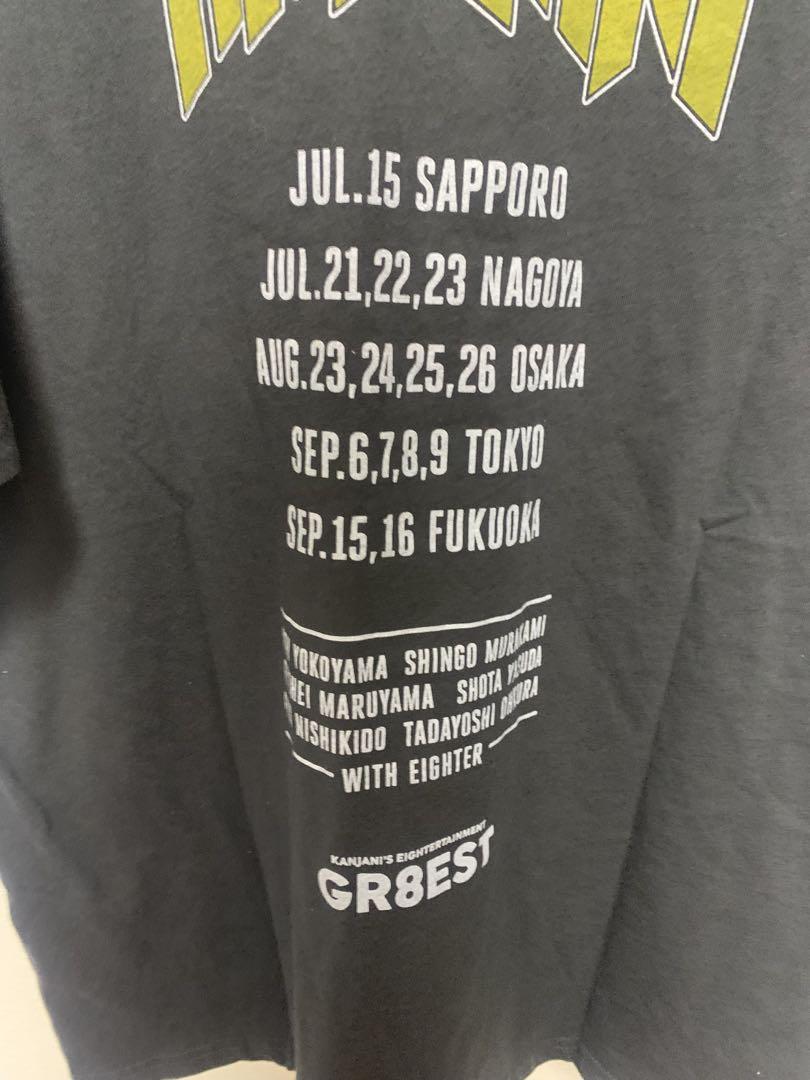 JUL.15 SAPPORO
JUL.21,22,23 NAGOYA
AUG.23,24,25,26 OSAKA
SEP.6,7,8,9 TOKYO
SEP.15,16 FUKUOKA
YOKOYAMA SHINGO MURAKAMI
MARUYAMA SHOTA YASUDA
NISHIKIDO TADAYOSHI OHKURA
WITH EIGHTER
KANJANI'S EIGHTERTAINMENT
GR8EST